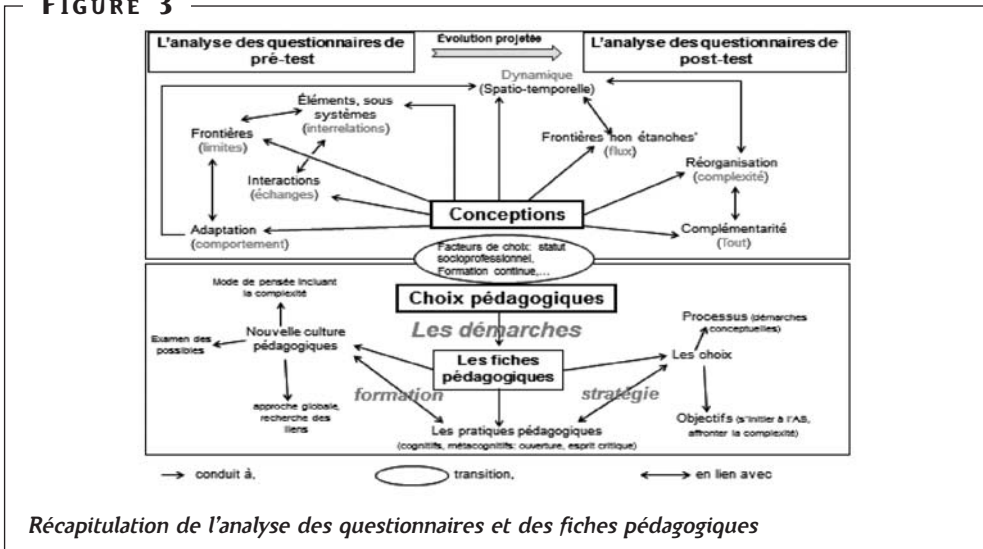 FIGURE 3
L'analyse des questionnaires de
pré-test
Évolution projetée
L'analyse des questionnaires de
post-test
Dynamique
(Spatio-temporelle)
Éléments, sous
systèmes
(interrelations)
Frontières
(limites)
Frontières non étanches'
(flux)
Interactions
(échanges)
Réorganisation
(complexité)
Conceptions
Adaptation
(comportement)
Complémentarité
(Tout)
Facteurs de choix: statut
socioprofessionnel,
Formation continue,...
Choix pédagogiques
Les démarches
Mode de pensée incluant
la complexité
Nouvelle culture
pédagogiques
Examen des
possibles
approche globale,
recherche des
liens
Les fiches
pédagogiques
Processus (démarches
conceptuelles)
Les choix
formation
stratégie
Objectifs (s'initier à l'AS,
affronter la complexité)
Les pratiques pédagogiques
(cognitifs, métacognitifs: ouverture, esprit critique)
conduit à,
transition,
en lien avec
Récapitulation de l'analyse des questionnaires et des fiches pédagogiques